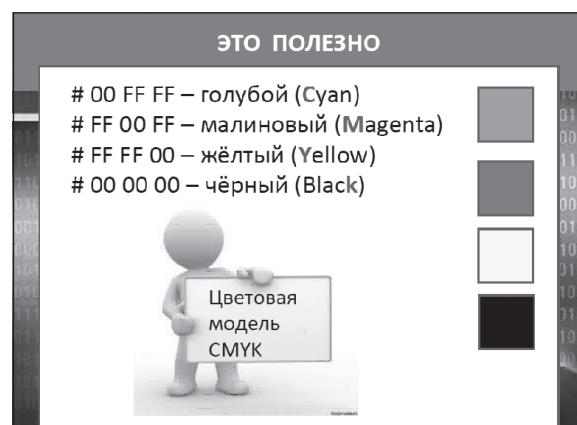 ЭТО ПОЛЕЗНО
# 00 FF FF – голубой (Cyan)
# FF 00 FF – малиновый (Magenta)
# FF FF 00 – жёлтый (Yellow)
# 00 00 00 – чёрный (Black)
Цветовая
модель
CMYK